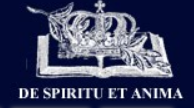 DE SPIRITU ET ANIMA